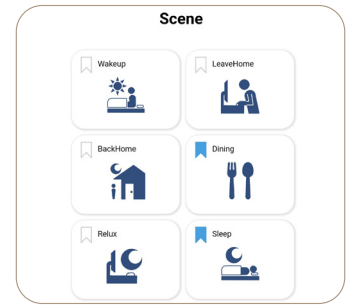 Scene
Wakeup
LeaveHome
BackHome
Dining
Relux
Sleep